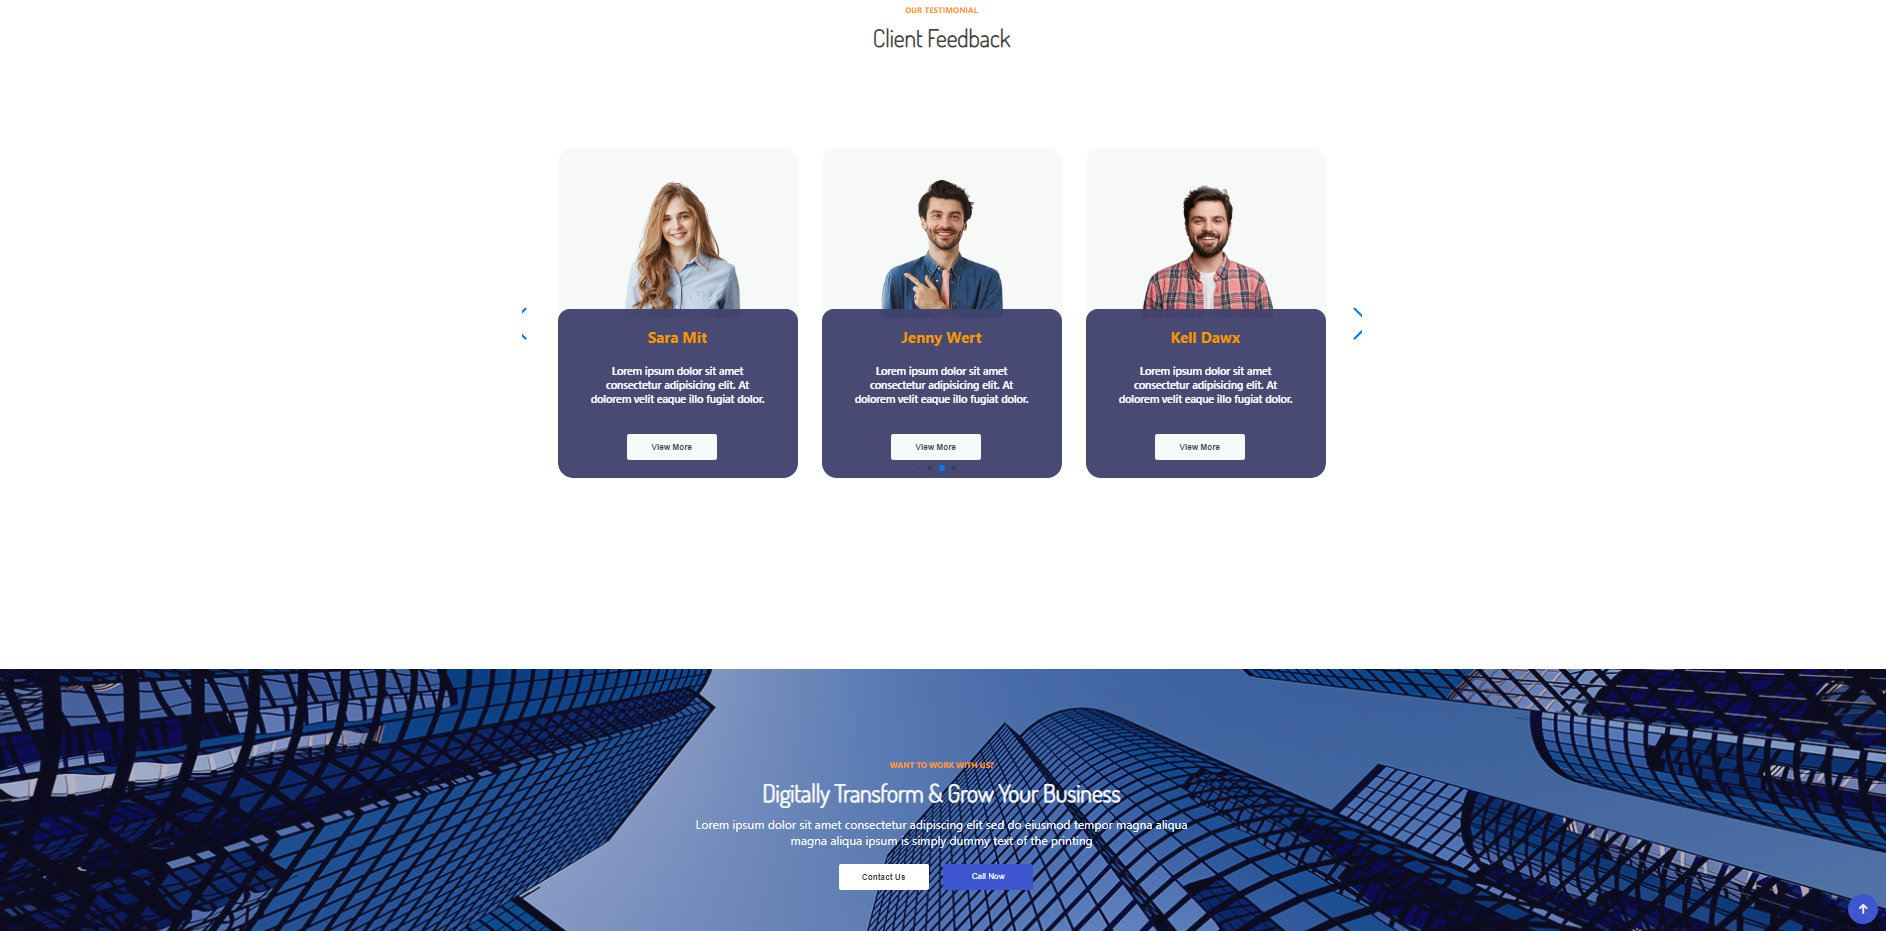 OUR TESTIMONIAL
Client Feedback
Sara Mit
Lorem ipsum dolor sit amet
consectetur adipisicing elit. At
dolorem velit eaque illo fugiat dolor.
View More
Jenny Wert
Lorem ipsum dolor sit amet
consectetur adipisicing elit. At
dolorem velit eaque illo fugiat dolor.
View More
Kell Dawx
Lorem ipsum dolor sit amet
consectetur adipisicing elit. At
dolorem velit eaque illo fugiat dolor.
View More
WANT TO WORK WITH US?
Digitally Transform & Grow Your Business
Lorem ipsum dolor sit amet consectetur adipiscing elit sed do eiusmod tempor magna aliqua
magna aliqua ipsum is simply dummy text of the printing
Contact Us
Call Now